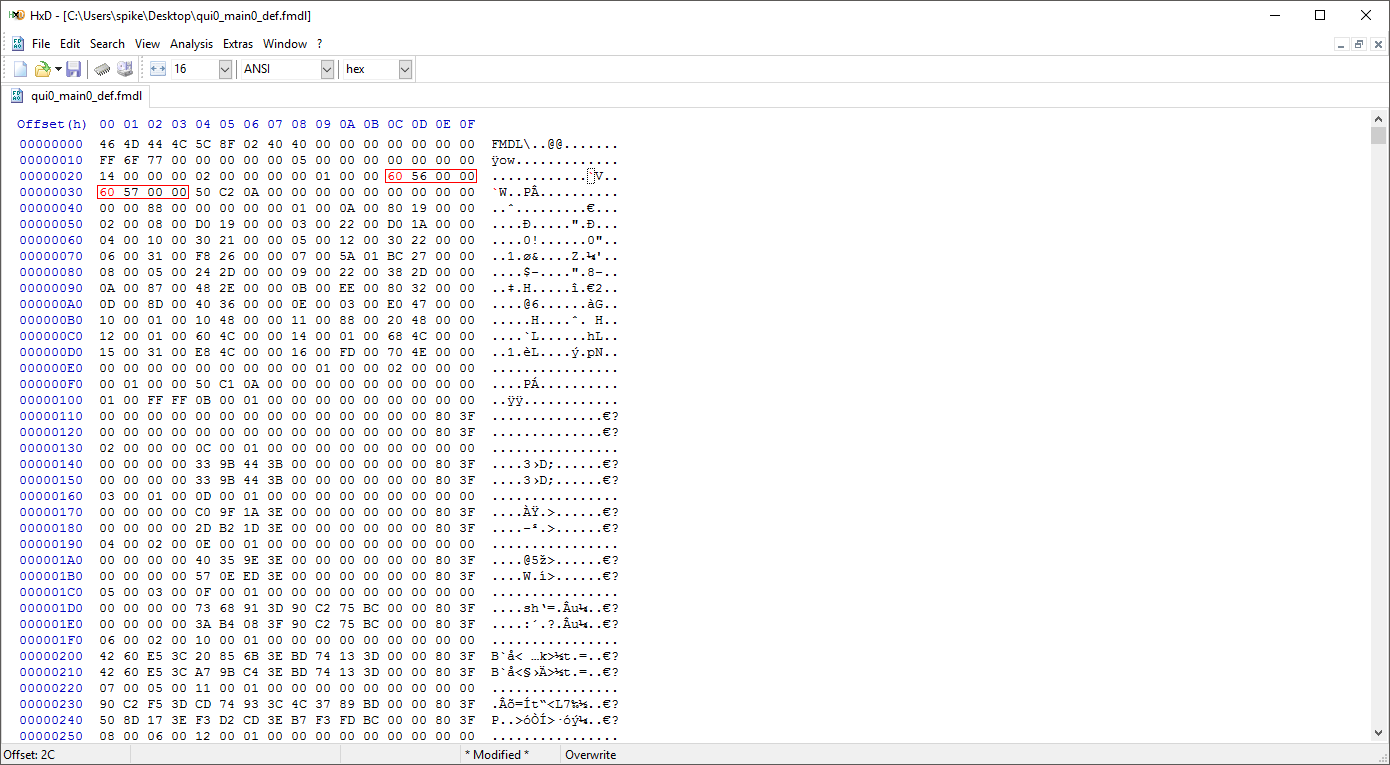 HxD - [C:\Users\spike\Desktop\qui0_main0_def.fmdl]
File Edit Search View Analysis Extras Window ?
16 ANSI hex
qui0_main0_def.fmdl
Offset(h) 00 01 02 03 04 05 06 07 08 09 0A 0B 0C 0D 0E 0F
00000000 46 4D 44 4C 5C 8F 02 40 40 00 00 00 00 00 00 00 FMDL\..@@.......
00000010 FF 6F 77 00 00 00 00 00 05 00 00 00 00 00 00 00 ÿow.............
00000020 14 00 00 00 02 00 00 00 00 01 00 00 60 56 00 00 ............`V..
00000030 60 57 00 00 50 C2 0A 00 00 00 00 00 00 00 00 00 `W..PÂ..........
00000040 00 00 88 00 00 00 00 00 01 00 0A 00 80 19 00 00 ..ˆ.........€...
00000050 02 00 08 00 D0 19 00 00 03 00 22 00 D0 1A 00 00 ....Ð.....".Ð...
00000060 04 00 10 00 30 21 00 00 05 00 12 00 30 22 00 00 ....0!......0"..
00000070 06 00 31 00 F8 26 00 00 07 00 5A 01 BC 27 00 00 ..1.ø&....Z.¼'..
00000080 08 00 05 00 24 2D 00 00 09 00 22 00 38 2D 00 00 ....$-....".8-..
00000090 0A 00 87 00 48 2E 00 00 0B 00 EE 00 80 32 00 00 ..‡.H.....î.€2..
000000A0 0D 00 8D 00 40 36 00 00 0E 00 03 00 E0 47 00 00 ....@6......àG..
000000B0 10 00 01 00 10 48 00 00 11 00 88 00 20 48 00 00 .....H....ˆ. H..
000000C0 12 00 01 00 60 4C 00 00 14 00 01 00 68 4C 00 00 ....`L......hL..
000000D0 15 00 31 00 E8 4C 00 00 16 00 FD 00 70 4E 00 00 ..1.èL....ý.pN..
000000E0 00 00 00 00 00 00 00 00 00 01 00 00 02 00 00 00 ................
000000F0 00 01 00 00 50 C1 0A 00 00 00 00 00 00 00 00 00 ....PÁ..........
00000100 01 00 FF FF 0B 00 01 00 00 00 00 00 00 00 00 00 ..ÿÿ............
00000110 00 00 00 00 00 00 00 00 00 00 00 00 00 00 80 3F ..............€?
00000120 00 00 00 00 00 00 00 00 00 00 00 00 00 00 80 3F ..............€?
00000130 02 00 00 00 0C 00 01 00 00 00 00 00 00 00 00 00 ................
00000140 00 00 00 00 33 9B 44 3B 00 00 00 00 00 00 80 3F ....3›D;......€?
00000150 00 00 00 00 33 9B 44 3B 00 00 00 00 00 00 80 3F ....3›D;......€?
00000160 03 00 01 00 0D 00 01 00 00 00 00 00 00 00 00 00 ................
00000170 00 00 00 00 C0 9F 1A 3E 00 00 00 00 00 00 80 3F ....ÀŸ.>......€?
00000180 00 00 00 00 2D B2 1D 3E 00 00 00 00 00 00 80 3F ....-².>......€?
00000190 04 00 02 00 0E 00 01 00 00 00 00 00 00 00 00 00 ................
000001A0 00 00 00 00 40 35 9E 3E 00 00 00 00 00 00 80 3F ....@5ž>......€?
000001B0 00 00 00 00 57 0E ED 3E 00 00 00 00 00 00 80 3F ....W.í>......€?
000001C0 05 00 03 00 0F 00 01 00 00 00 00 00 00 00 00 00 ................
000001D0 00 00 00 00 73 68 91 3D 90 C2 75 BC 00 00 80 3F ....sh‘=.Âu¼..€?
000001E0 00 00 00 00 3A B4 08 3F 90 C2 75 BC 00 00 80 3F ....:´.?.Âu¼..€?
000001F0 06 00 02 00 10 00 01 00 00 00 00 00 00 00 00 00 ................
00000200 42 60 E5 3C 20 85 6B 3E BD 74 13 3D 00 00 80 3F B`å< …k>½t.=..€?
00000210 42 60 E5 3C A7 9B C4 3E BD 74 13 3D 00 00 80 3F B`å<§›Ä>½t.=..€?
00000220 07 00 05 00 11 00 01 00 00 00 00 00 00 00 00 00 ................
00000230 90 C2 F5 3D CD 74 93 3C 4C 37 89 BD 00 00 80 3F .Âõ=Ít“<L7‰½..€?
00000240 50 8D 17 3E F3 D2 CD 3E B7 F3 FD BC 00 00 80 3F P..>óÒÍ>·óý¼..€?
00000250 08 00 06 00 12 00 01 00 00 00 00 00 00 00 00 00 ................
Offset: 2C * Modified * Overwrite